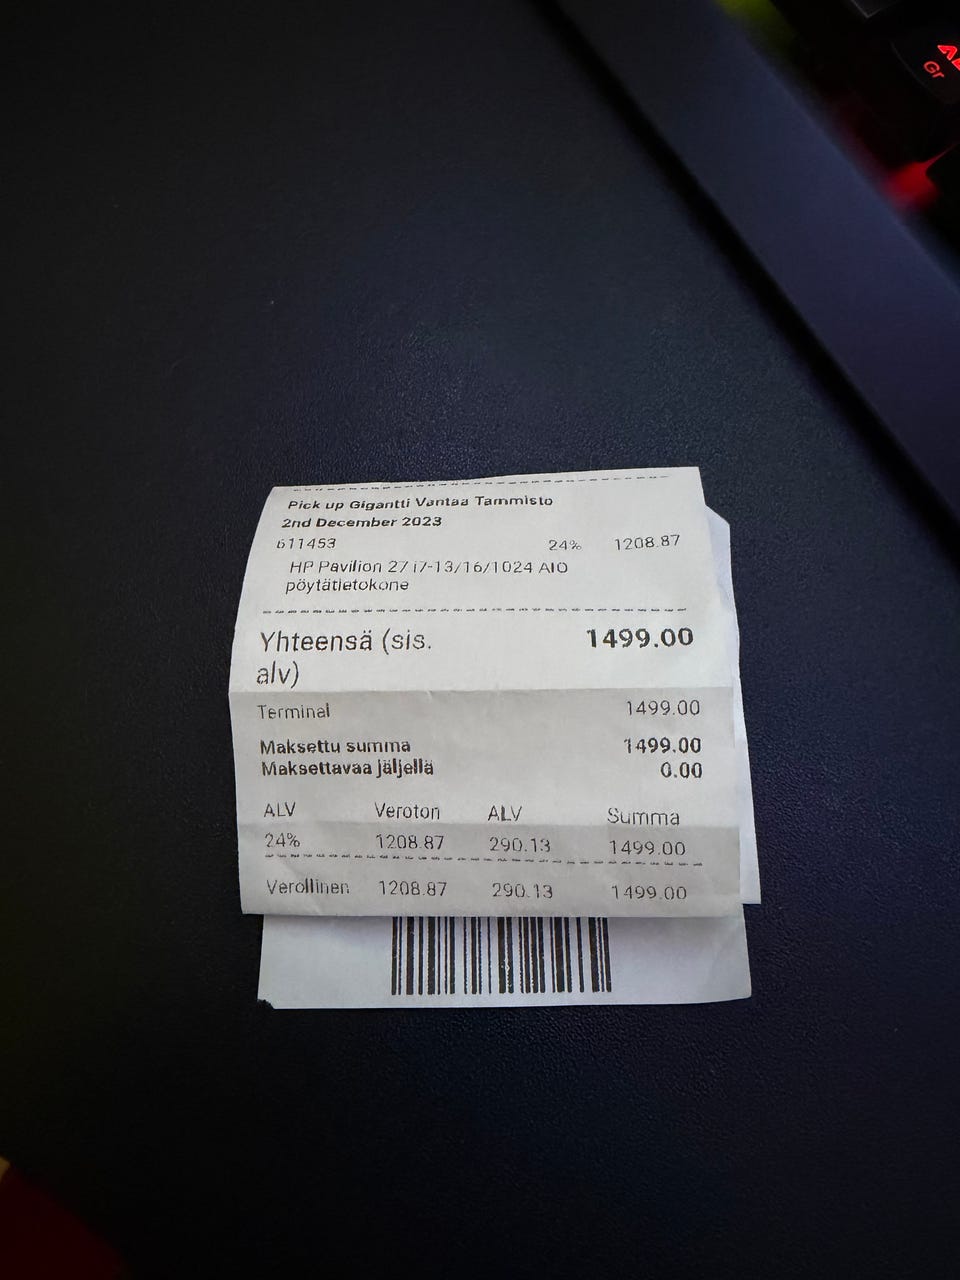 Gr
Pick up Gigantti Vantaa Tammisto
2nd December 2023
611453 24% 1208.87
HP Pavilion 27 i7-13/16/1024 AIO
pöytätietokone
Yhteensä (sis. 1499.00
alv)
Terminal 1499.00
Maksettu summa 1499.00
Maksettavaa jäljellä 0.00
ALV Veroton ALV Summa
24% 1208.87 290.13 1499.00
Verollinen 1208.87 290.13 1499.00